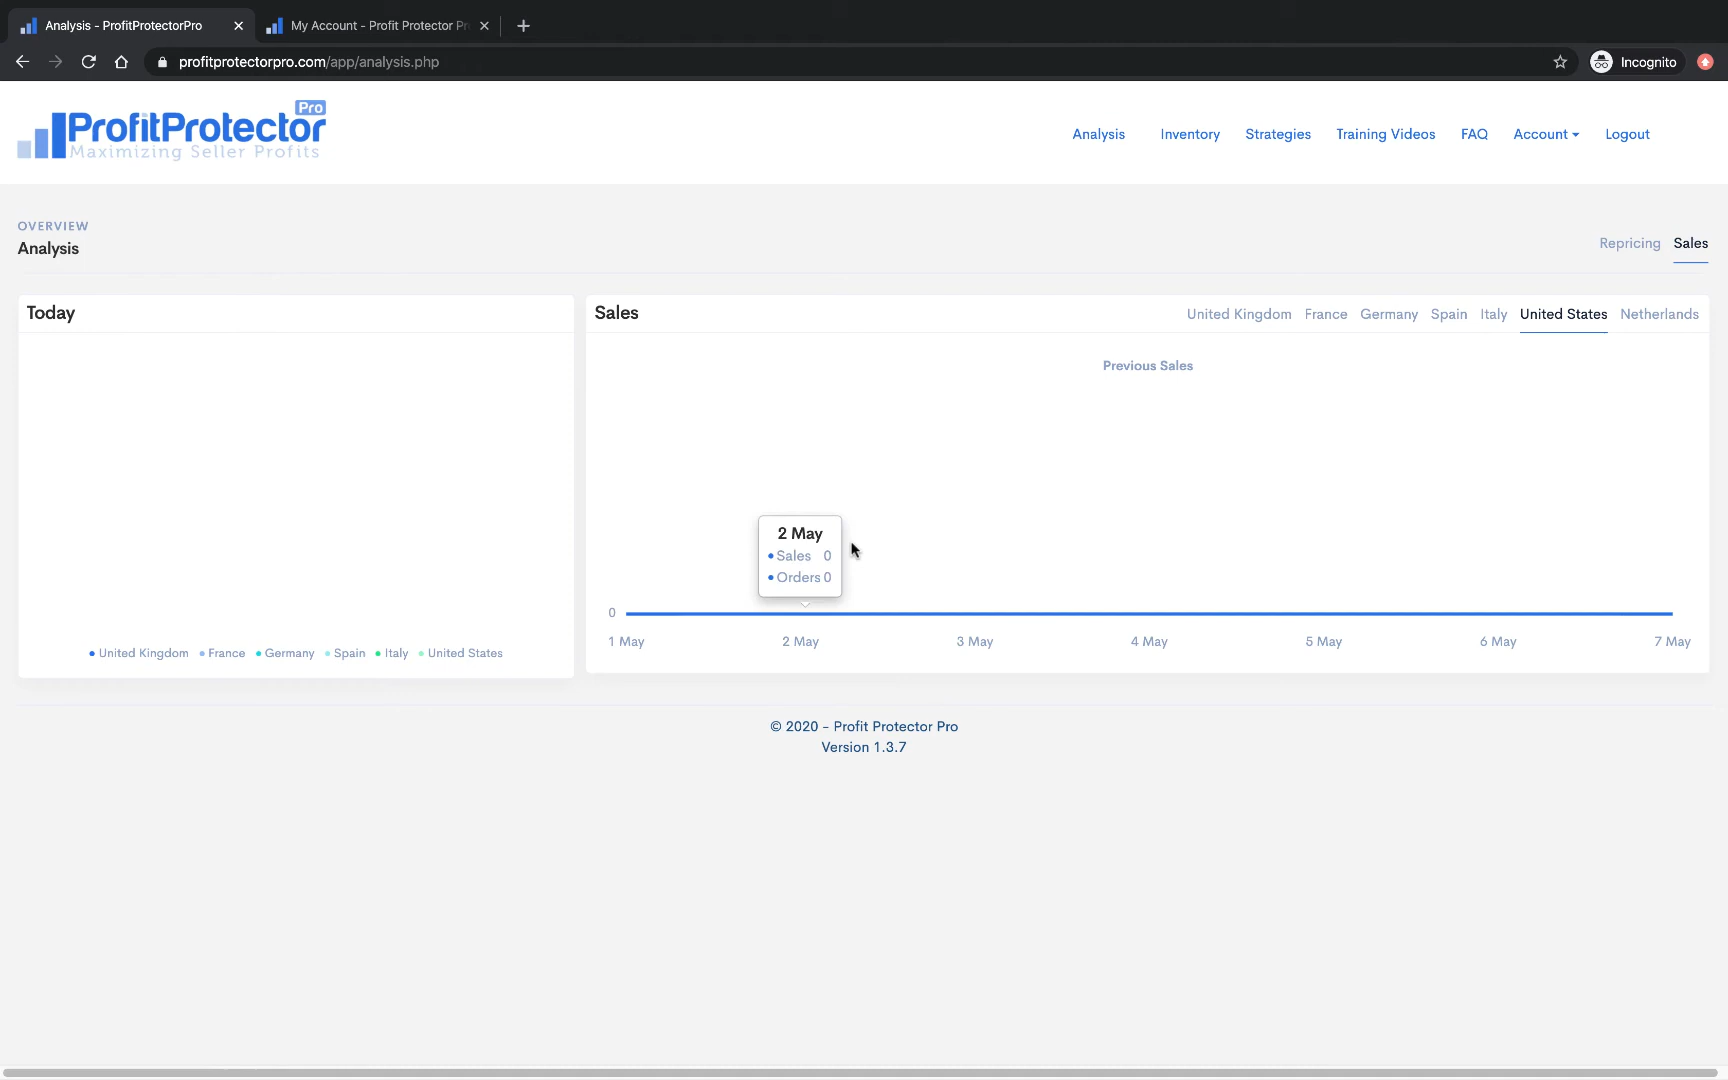 Analysis - ProfitProtectorPro
My Account - Profit Protector Pr
profitprotectorpro.com/app/analysis.php
Incognito
ProfitProtector Pro
Maximizing Seller Profits
Analysis Inventory Strategies Training Videos FAQ Account Logout
OVERVIEW
Analysis
Repricing Sales
Today
Sales
United Kingdom France Germany Spain Italy United States Netherlands
Previous Sales
2 May
Sales 0
Orders 0
0
1 May 2 May 3 May 4 May 5 May 6 May 7 May
United Kingdom France Germany Spain Italy United States
© 2020 - Profit Protector Pro
Version 1.3.7